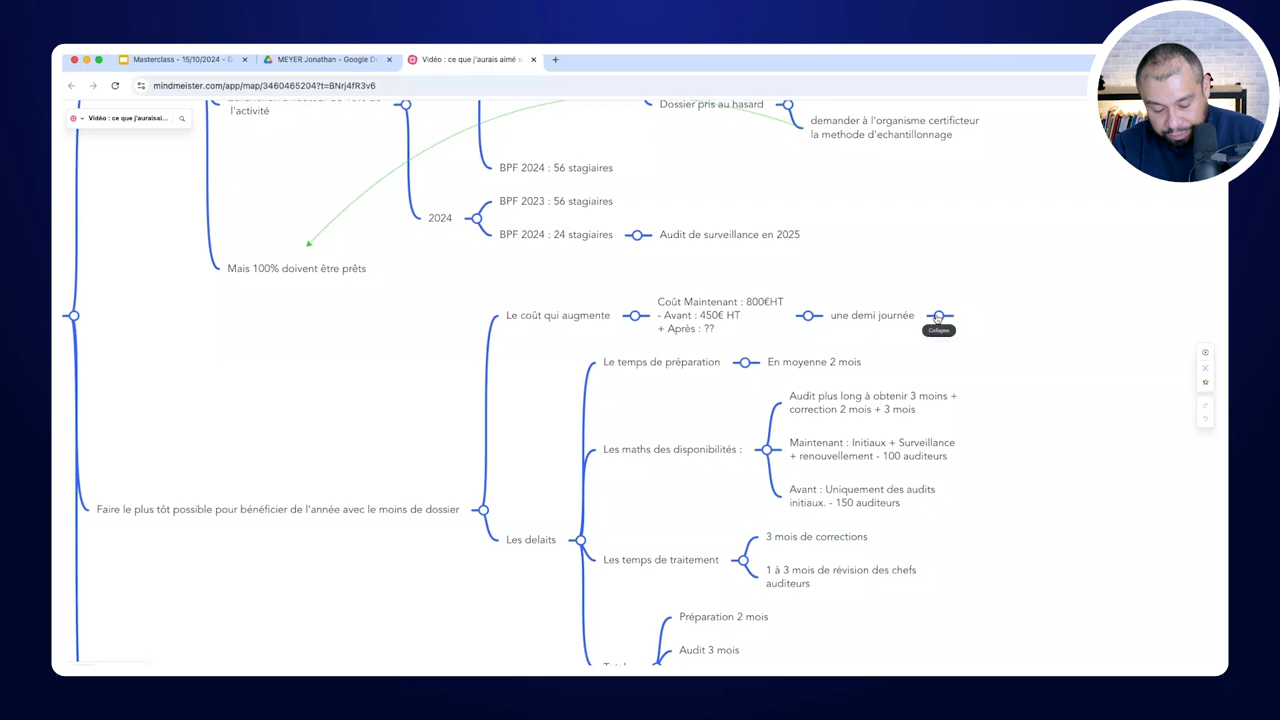 Masterclass - 15/10/2024 - G
MEYER Jonathan - Google Dr
Vidéo : ce que j'aurais aimé s
mindmeister.com/app/map/3460465204?t=BNrj4fR3v6
Vidéo : ce que j'auraisai...
l'activité
Dossier pris au hasard
demander à l'organisme certificteur
la methode d'echantillonnage
BPF 2024 : 56 stagiaires
2024
BPF 2023 : 56 stagiaires
BPF 2024 : 24 stagiaires
Audit de surveillance en 2025
Mais 100% doivent être prêts
Le coût qui augmente
Coût Maintenant : 800€HT
- Avant : 450€ HT
+ Après : ??
une demi journée
Collapse
Le temps de préparation
En moyenne 2 mois
Les maths des disponibilités :
Audit plus long à obtenir 3 moins +
correction 2 mois + 3 mois
Maintenant : Initiaux + Surveillance
+ renouvellement - 100 auditeurs
Avant : Uniquement des audits
initiaux. - 150 auditeurs
Faire le plus tôt possible pour bénéficier de l'année avec le moins de dossier
Les delaits
Les temps de traitement
3 mois de corrections
1 à 3 mois de révision des chefs
auditeurs
Préparation 2 mois
Audit 3 mois